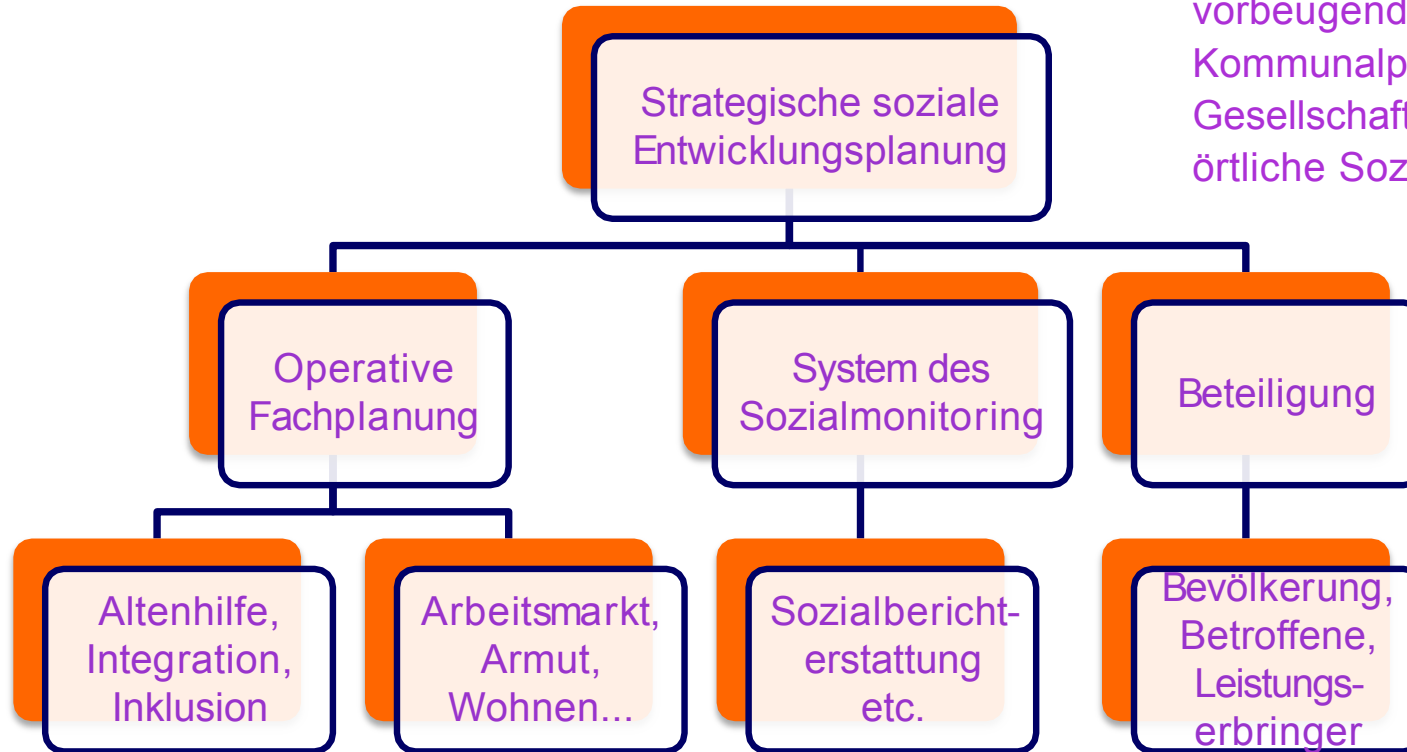 vorbeugend
Kommunalp
Gesellschaft
örtliche Soz
Strategische soziale
Entwicklungsplanung
Operative
Fachplanung
System des
Sozialmonitoring
Beteiligung
Altenhilfe,
Integration,
Inklusion
Arbeitsmarkt,
Armut,
Wohnen...
Sozialbericht-
erstattung
etc.
Bevölkerung,
Betroffene,
Leistungs-
erbringer